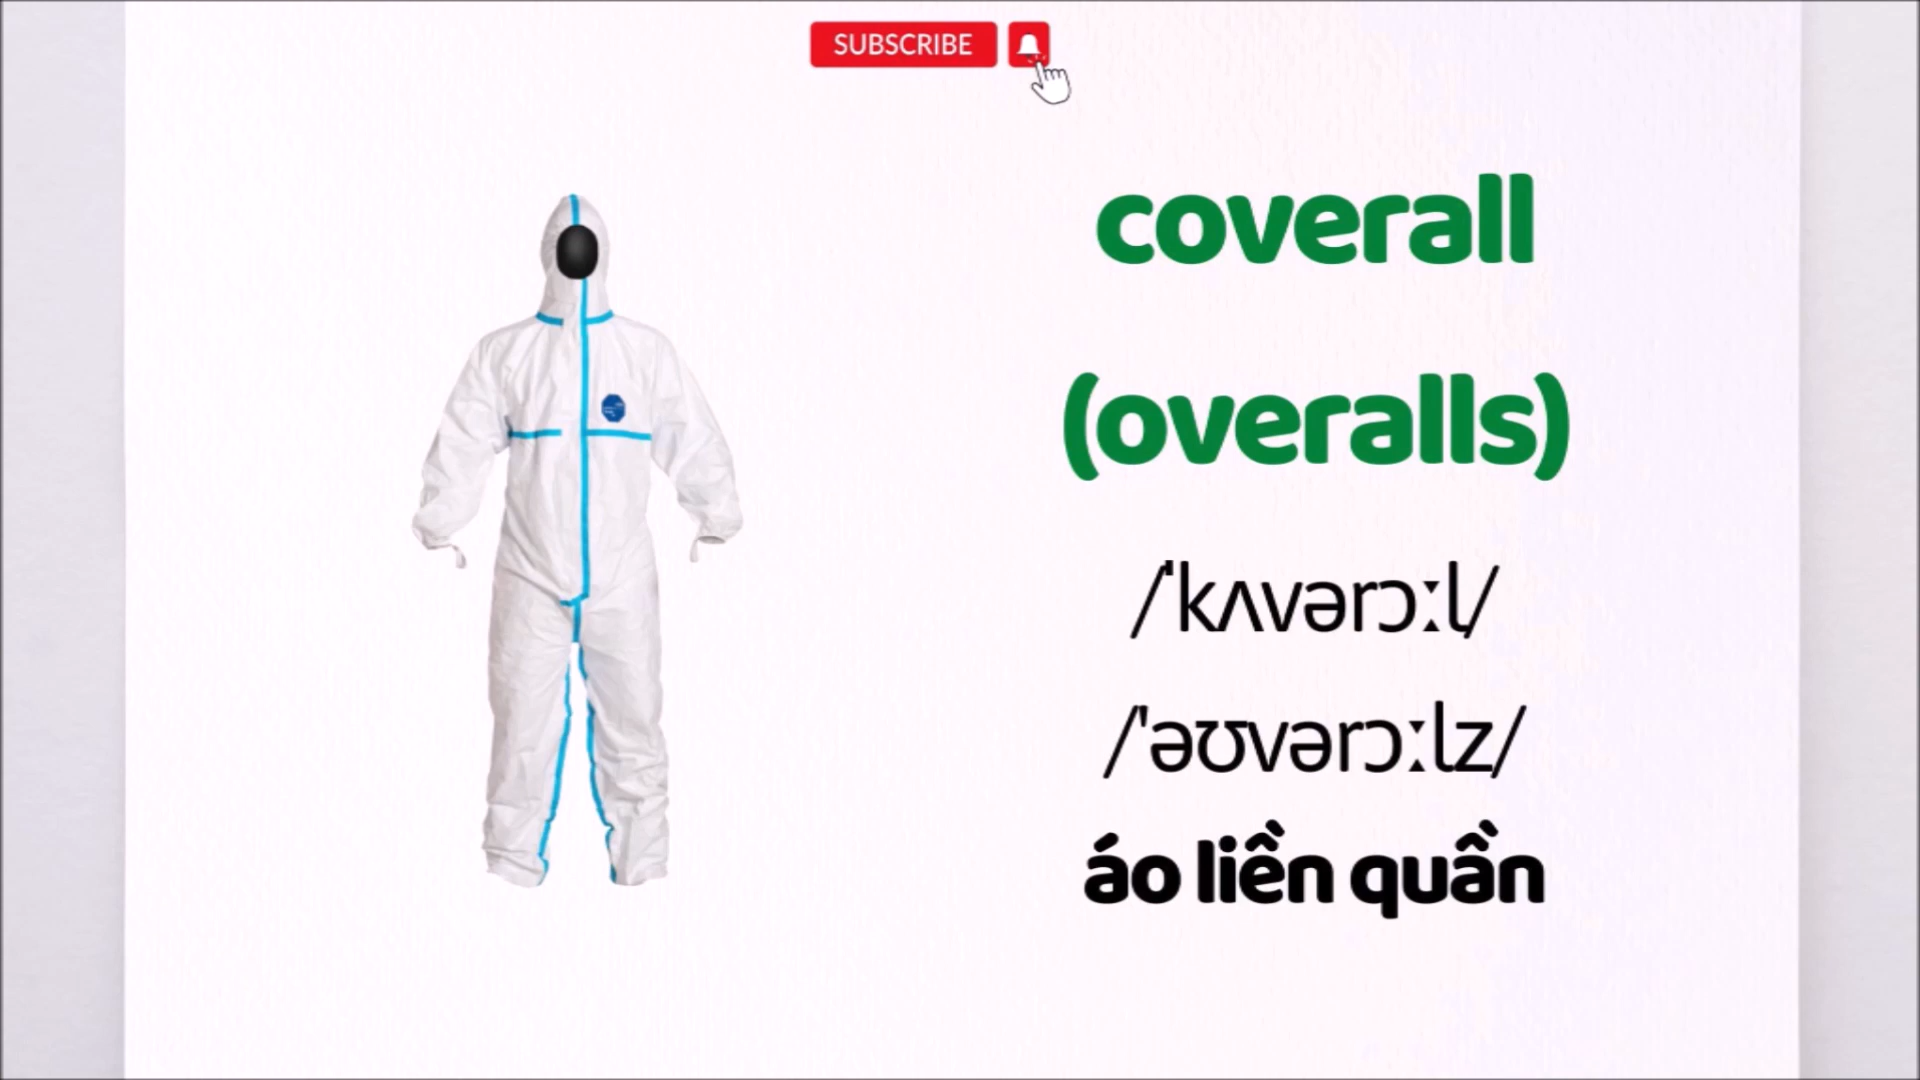 SUBSCRIBE
coverall
(overalls)
/ˈkʌvərɔːl/
/ˈəʊvərɔːlz/
áo liền quần